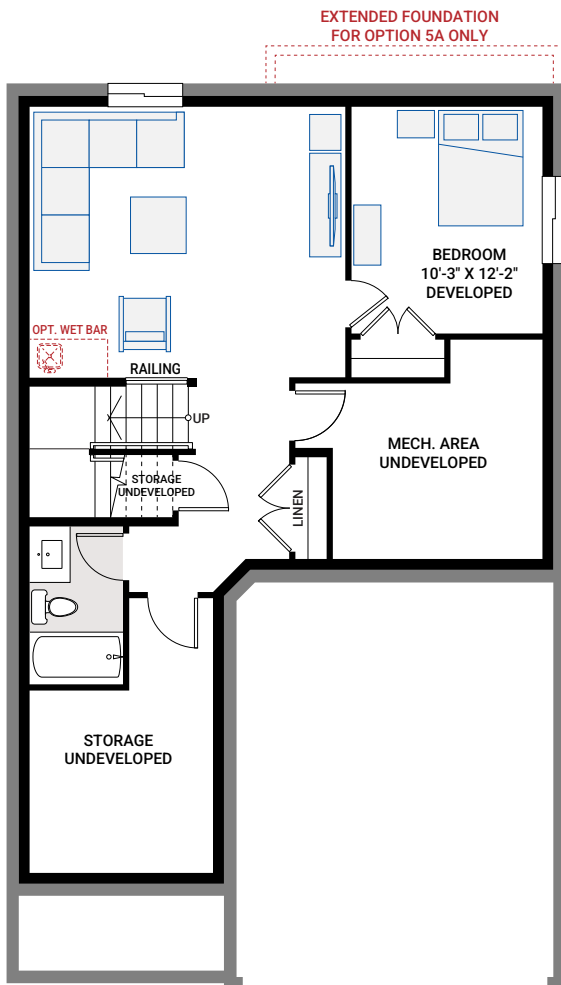 EXTENDED FOUNDATION
FOR OPTION 5A ONLY
BEDROOM
10'-3" X 12'-2"
DEVELOPED
OPT. WET BAR
RAILING
UP
MECH. AREA
UNDEVELOPED
STORAGE
UNDEVELOPED
LINEN
STORAGE
UNDEVELOPED